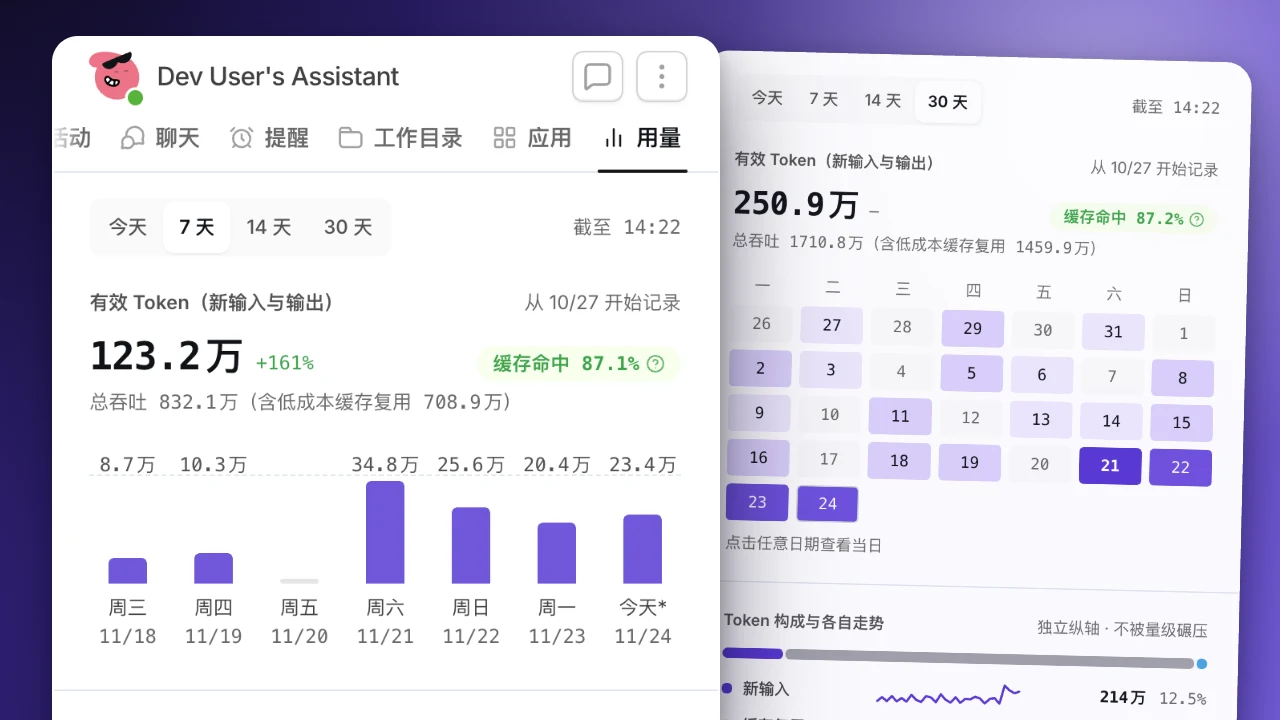 Dev User's Assistant
活动 聊天 提醒 工作目录 应用 用量
今天 7 天 14 天 30 天 截至 14:22
有效 Token（新输入与输出） 从 10/27 开始记录
123.2万 +161% 缓存命中 87.1%
总吞吐 832.1万（含低成本缓存复用 708.9万）
8.7万 10.3万 34.8万 25.6万 20.4万 23.4万
周三 周四 周五 周六 周日 周一 今天*
11/18 11/19 11/20 11/21 11/22 11/23 11/24
今天 7 天 14 天 30 天 截至 14:22
有效 Token（新输入与输出） 从 10/27 开始记录
250.9万 – 缓存命中 87.2%
总吞吐 1710.8万（含低成本缓存复用 1459.9万）
一 二 三 四 五 六 日
26 27 28 29 30 31 1
2 3 4 5 6 7 8
9 10 11 12 13 14 15
16 17 18 19 20 21 22
23 24
点击任意日期查看当日
Token 构成与各自走势 独立纵轴 · 不被量级碾压
新输入 214万 12.5%